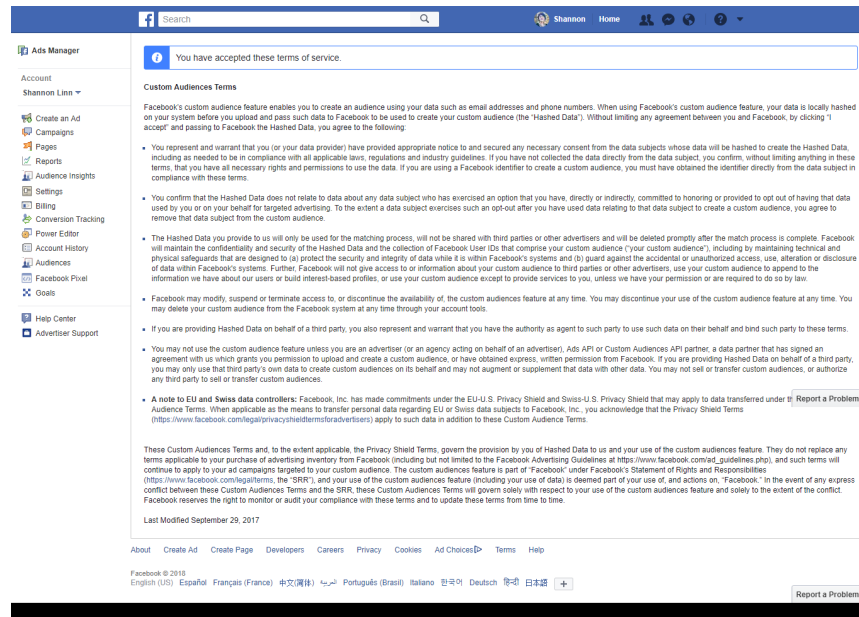 f Search Shannon Home
Ads Manager
Account
Shannon Linn
Create an Ad
Campaigns
Pages
Reports
Audience Insights
Settings
Billing
Conversion Tracking
Power Editor
Account History
Audiences
Facebook Pixel
Goals
Help Center
Advertiser Support
You have accepted these terms of service.
Custom Audiences Terms
Facebook's custom audience feature enables you to create an audience using your data such as email addresses and phone numbers. When using Facebook's custom audience feature, your data is locally hashed
on your system before you upload and pass such data to Facebook to be used to create your custom audience (the "Hashed Data"). Without limiting any agreement between you and Facebook, by clicking "I
accept" and passing to Facebook the Hashed Data, you agree to the following:
• You represent and warrant that you (or your data provider) have provided appropriate notice to and secured any necessary consent from the data subjects whose data will be hashed to create the Hashed Data,
including as needed to be in compliance with all applicable laws, regulations and industry guidelines. If you have not collected the data directly from the data subject, you confirm, without limiting anything in these
terms, that you have all necessary rights and permissions to use the data. If you are using a Facebook identifier to create a custom audience, you must have obtained the identifier directly from the data subject in
compliance with these terms.
• You confirm that the Hashed Data does not relate to data about any data subject who has exercised an option that you have, directly or indirectly, committed to honoring or provided to opt out of having that data
used by you or on your behalf for targeted advertising. To the extent a data subject exercises such an opt-out after you have used data relating to that data subject to create a custom audience, you agree to
remove that data subject from the custom audience.
• The Hashed Data you provide to us will only be used for the matching process, will not be shared with third parties or other advertisers and will be deleted promptly after the match process is complete. Facebook
will maintain the confidentiality and security of the Hashed Data and the collection of Facebook User IDs that comprise your custom audience ("your custom audience"), including by maintaining technical and
physical safeguards that are designed to (a) protect the security and integrity of data while it is within Facebook's systems and (b) guard against the accidental or unauthorized access, use, alteration or disclosure
of data within Facebook's systems. Further, Facebook will not give access to or information about your custom audience to third parties or other advertisers, use your custom audience to append to the
information we have about our users or build interest-based profiles, or use your custom audience except to provide services to you, unless we have your permission or are required to do so by law.
• Facebook may modify, suspend or terminate access to, or discontinue the availability of, the custom audiences feature at any time. You may discontinue your use of the custom audience feature at any time. You
may delete your custom audience from the Facebook system at any time through your account tools.
• If you are providing Hashed Data on behalf of a third party, you also represent and warrant that you have the authority as agent to such party to use such data on their behalf and bind such party to these terms.
• You may not use the custom audience feature unless you are an advertiser (or an agency acting on behalf of an advertiser), Ads API or Custom Audiences API partner, a data partner that has signed an
agreement with us which grants you permission to upload and create a custom audience, or have obtained express, written permission from Facebook. If you are providing Hashed Data on behalf of a third party,
you may only use that third party's own data to create custom audiences on its behalf and may not augment or supplement that data with other data. You may not sell or transfer custom audiences, or authorize
any third party to sell or transfer custom audiences.
• A note to EU and Swiss data controllers: Facebook, Inc. has made commitments under the EU-U.S. Privacy Shield and Swiss-U.S. Privacy Shield that may apply to data transferred under Report a Problem
Audience Terms. When applicable as the means to transfer personal data regarding EU or Swiss data subjects to Facebook, Inc., you acknowledge that the Privacy Shield Terms
(https://www.facebook.com/legal/privacyshieldtermsforadvertisers) apply to such data in addition to these Custom Audience Terms.
These Custom Audiences Terms and, to the extent applicable, the Privacy Shield Terms, govern the provision by you of Hashed Data to us and your use of the custom audiences feature. They do not replace any
terms applicable to your purchase of advertising inventory from Facebook (including but not limited to the Facebook Advertising Guidelines at https://www.facebook.com/ad_guidelines.php), and such terms will
continue to apply to your ad campaigns targeted to your custom audience. The custom audiences feature is part of "Facebook" under Facebook's Statement of Rights and Responsibilities
(https://www.facebook.com/legal/terms, the "SRR"), and your use of the custom audiences feature (including your use of data) is deemed part of your use of, and actions on, "Facebook." In the event of any express
conflict between these Custom Audiences Terms and the SRR, these Custom Audiences Terms will govern solely with respect to your use of the custom audiences feature and solely to the extent of the conflict.
Facebook reserves the right to monitor or audit your compliance with these terms and to update these terms from time to time.
Last Modified September 29, 2017
About Create Ad Create Page Developers Careers Privacy Cookies Ad Choices Terms Help
Facebook © 2018
English (US) Español Français (France) 中文(简体) العربية Português (Brasil) Italiano 한국어 Deutsch हिन्दी 日本語 +
Report a Problem